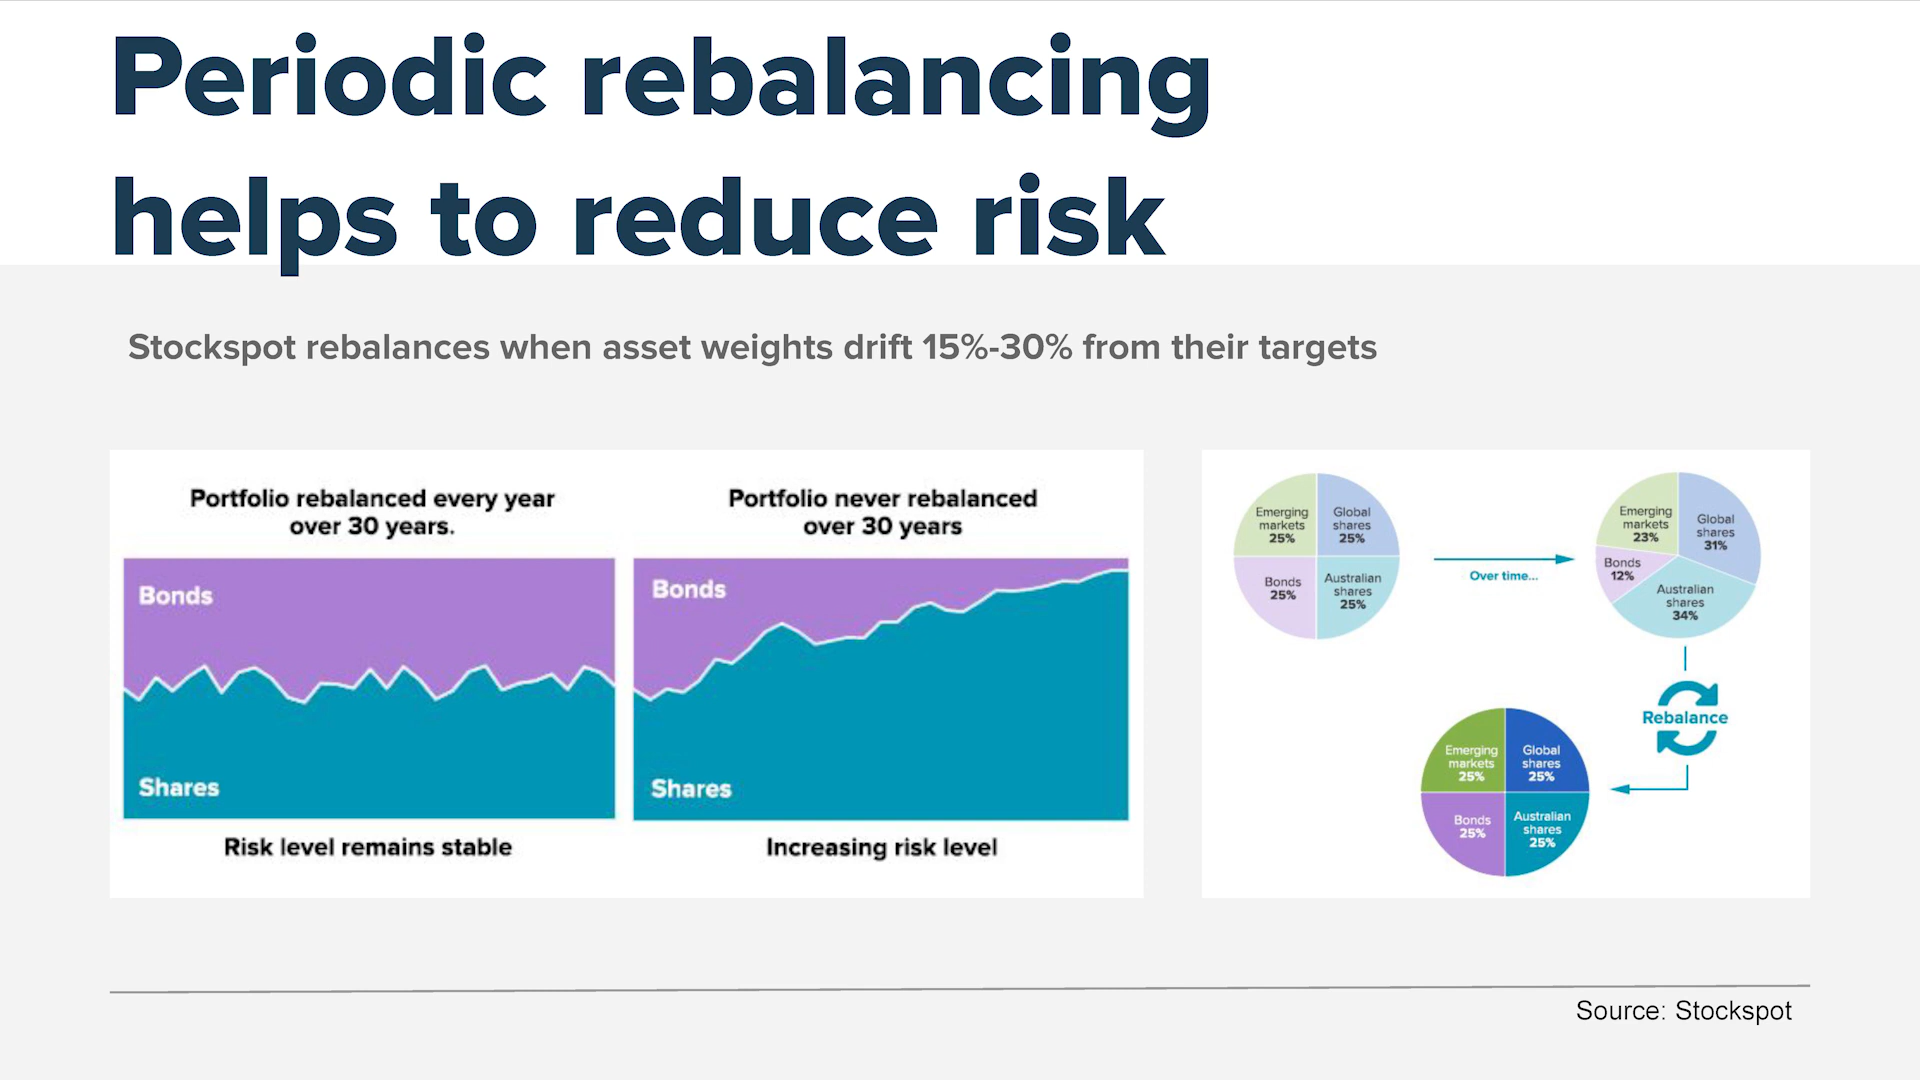 Periodic rebalancing
helps to reduce risk
Stockspot rebalances when asset weights drift 15%-30% from their targets
Portfolio rebalanced every year
over 30 years.
Bonds
Shares
Risk level remains stable
Portfolio never rebalanced
over 30 years
Bonds
Shares
Increasing risk level
Emerging
markets
25%
Global
shares
25%
Bonds
25%
Australian
shares
25%
Over time...
Emerging
markets
23%
Global
shares
31%
Bonds
12%
Australian
shares
34%
Rebalance
Emerging
markets
25%
Global
shares
25%
Bonds
25%
Australian
shares
25%
Source: Stockspot